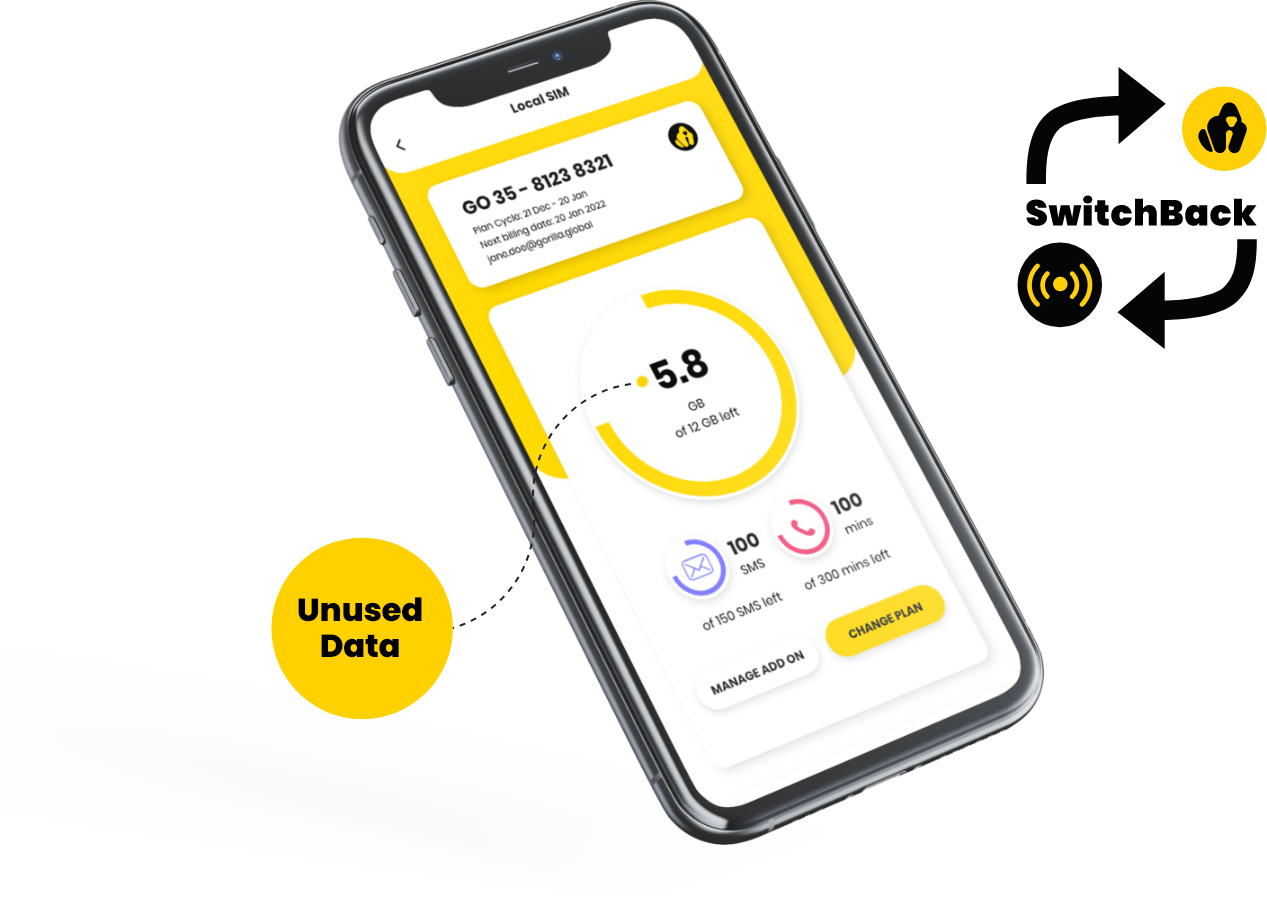 Local SIM
GO 35 - 8123 8321
Plan Cycle: 21 Dec - 20 Jan
Next billing date: 20 Jan 2022
jane.doe@gorilla.global
5.8
GB
of 12 GB left
100
SMS
of 150 SMS left
100
mins
of 300 mins left
MANAGE ADD ON
CHANGE PLAN
Unused
Data
SwitchBack